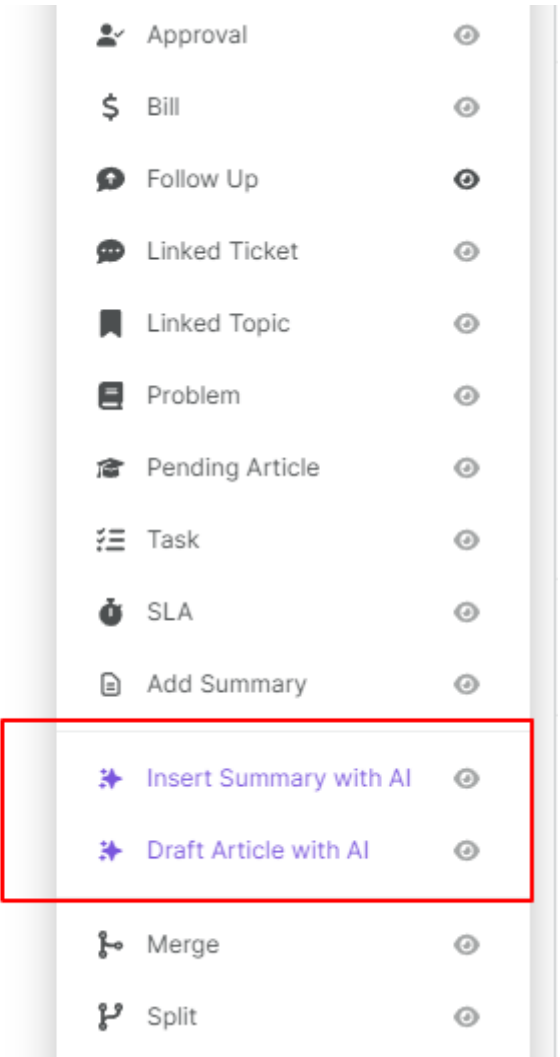 Approval
Bill
Follow Up
Linked Ticket
Linked Topic
Problem
Pending Article
Task
SLA
Add Summary
Insert Summary with AI
Draft Article with AI
Merge
Split